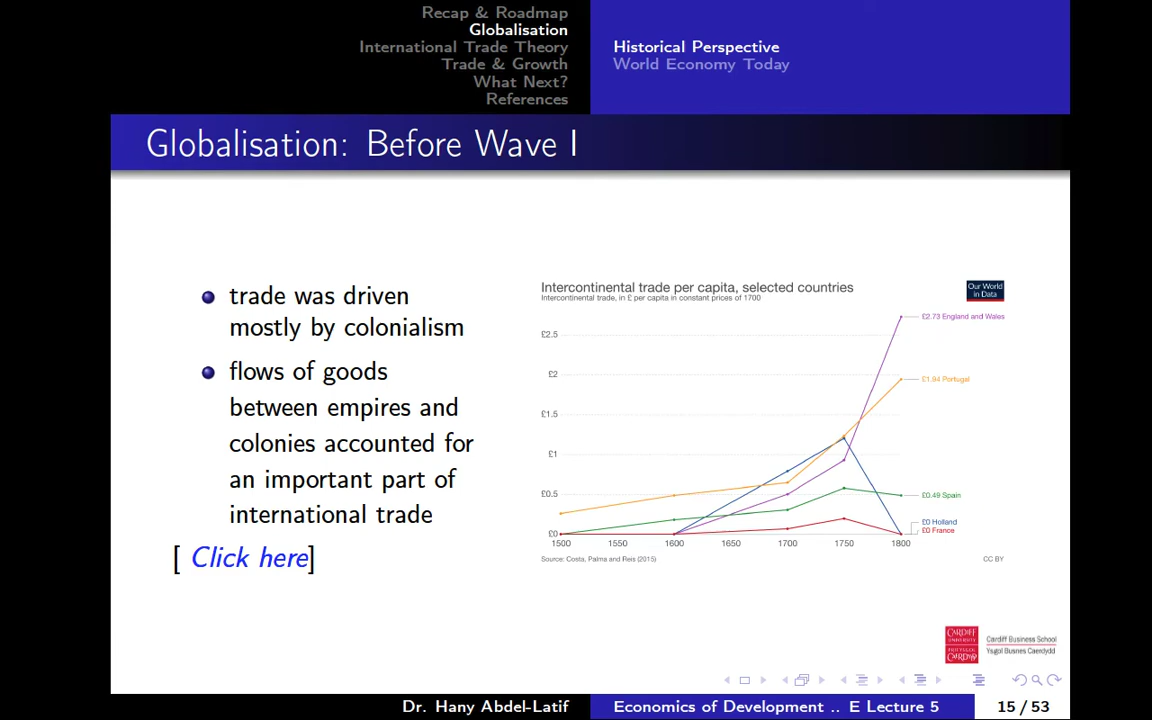 Recap & Roadmap
Globalisation
International Trade Theory
Trade & Growth
What Next?
References
Historical Perspective
World Economy Today
Globalisation: Before Wave I
trade was driven
mostly by colonialism
flows of goods
between empires and
colonies accounted for
an important part of
international trade
[ Click here]
Intercontinental trade per capita, selected countries
Intercontinental trade, in £ per capita in constant prices of 1700
Our World
in Data
£2.5
£2
£1.5
£1
£0.5
£0
1500 1550 1600 1650 1700 1750 1800
£2.73 England and Wales
£1.94 Portugal
£0.49 Spain
£0 Holland
£0 France
Source: Costa, Palma and Reis (2015)
CC BY
CARDIFF
UNIVERSITY
PRIFYSGOL
CAERDYDD
Cardiff Business School
Ysgol Busnes Caerdydd
Dr. Hany Abdel-Latif
Economics of Development .. E Lecture 5
15 / 53